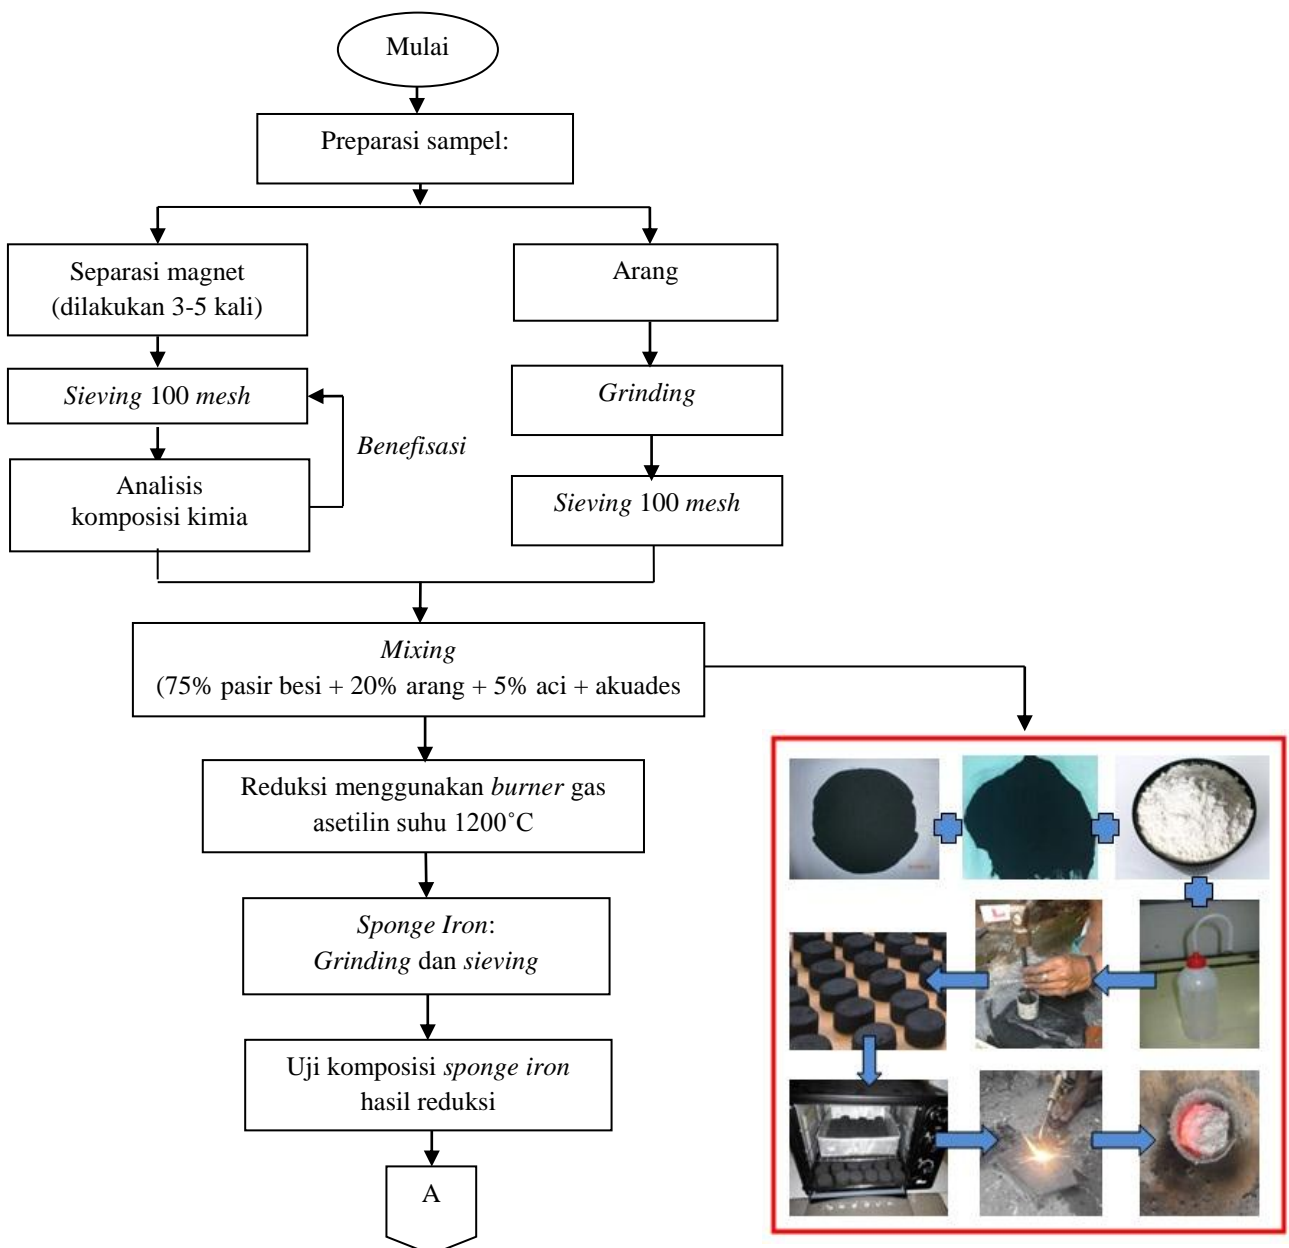 Mulai
Preparasi sampel:
Separasi magnet
(dilakukan 3-5 kali)
Arang
Sieving 100 mesh
Grinding
Benefisasi
Analisis
komposisi kimia
Sieving 100 mesh
Mixing
(75% pasir besi + 20% arang + 5% aci + akuades
Reduksi menggunakan burner gas
asetilin suhu 1200˚C
Sponge Iron:
Grinding dan sieving
Uji komposisi sponge iron
hasil reduksi
A